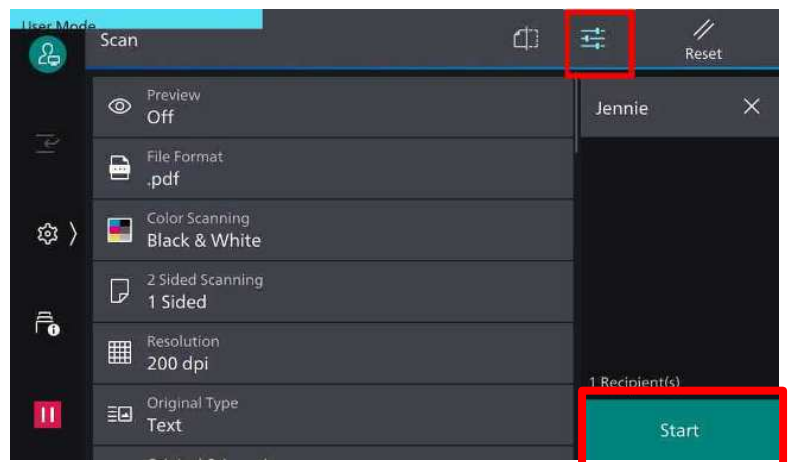 User Mode
Scan
Reset
Preview
Off
Jennie
File Format
.pdf
Color Scanning
Black & White
2 Sided Scanning
1 Sided
Resolution
200 dpi
1 Recipient(s)
Original Type
Text
Start